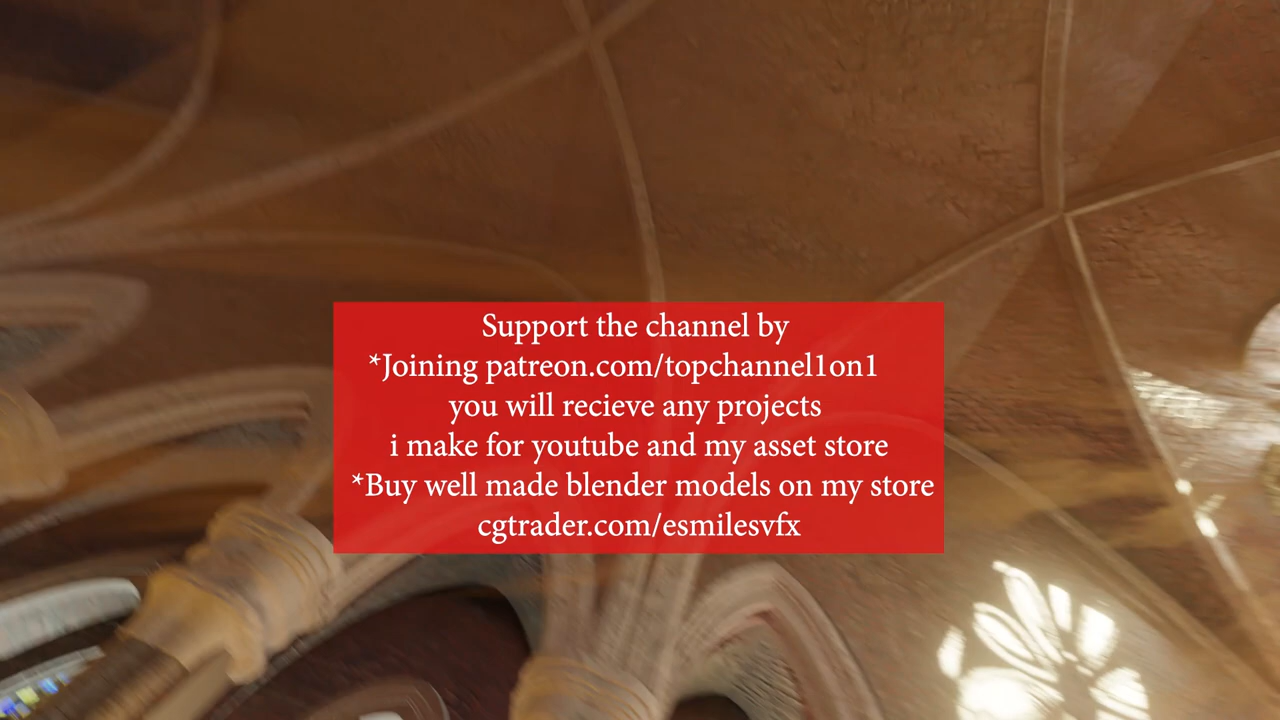 Support the channel by
*Joining patreon.com/topchannel1on1
you will recieve any projects
i make for youtube and my asset store
*Buy well made blender models on my store
cgtrader.com/esmilesvfx